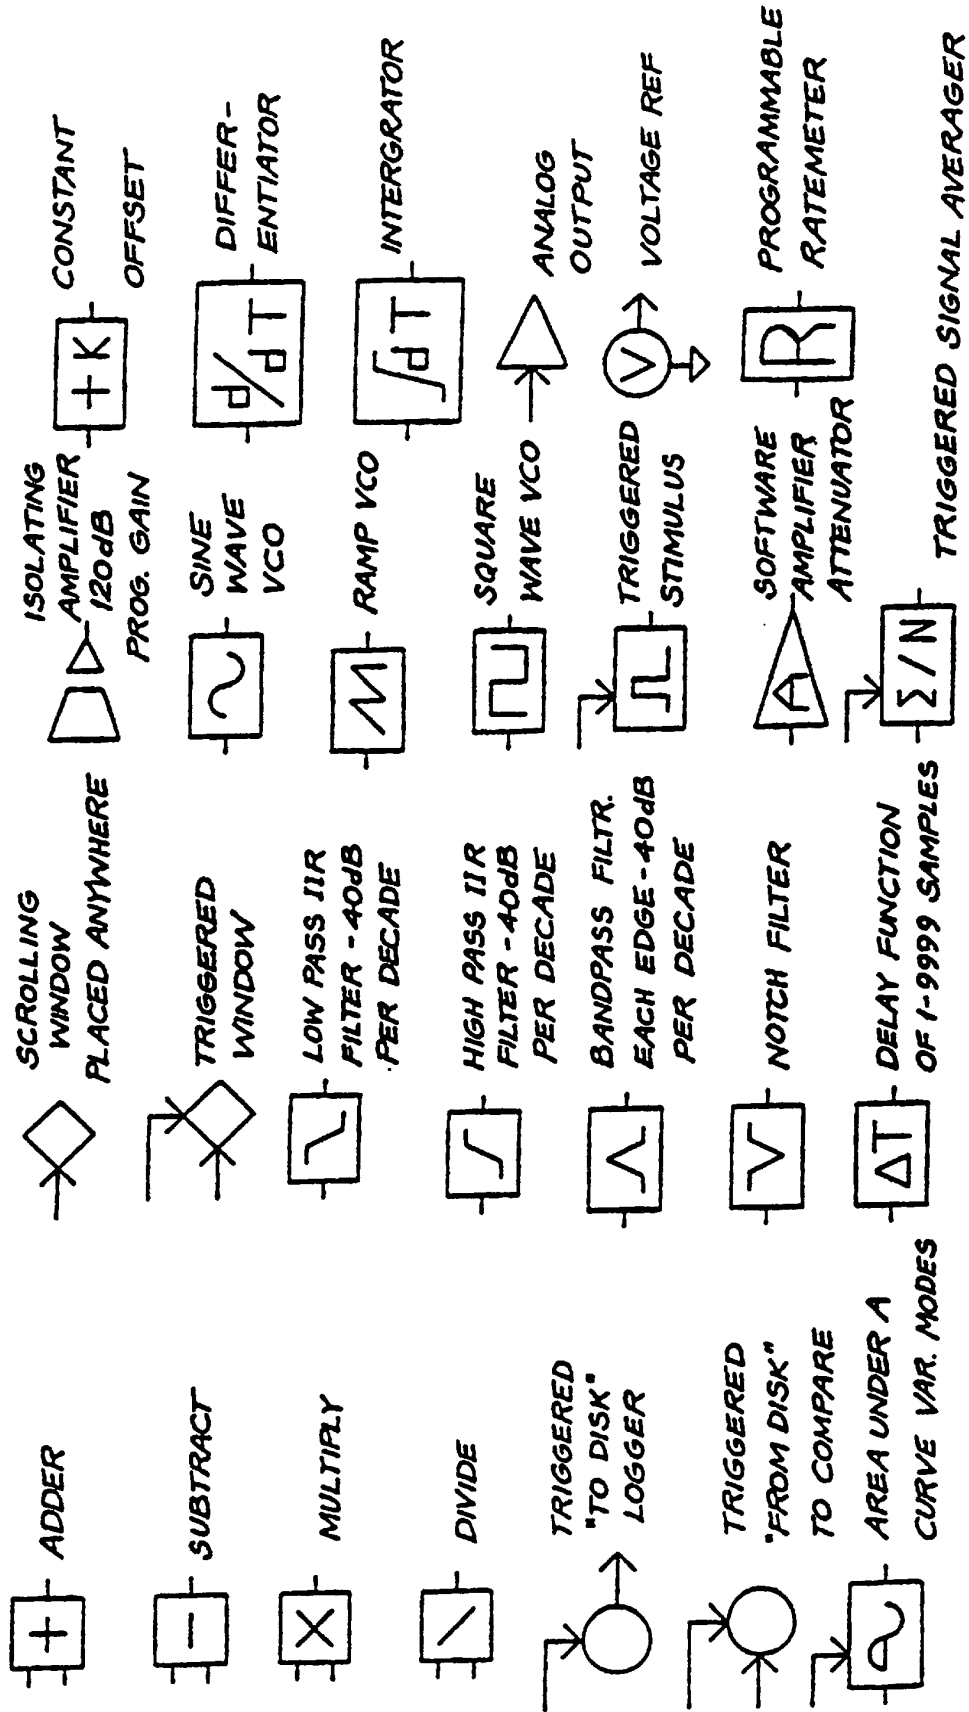 + ADDER
− SUBTRACT
X MULTIPLY
/ DIVIDE
TRIGGERED
"TO DISK"
LOGGER
TRIGGERED
"FROM DISK"
TO COMPARE
AREA UNDER A
CURVE VAR. MODES
SCROLLING
WINDOW
PLACED ANYWHERE
TRIGGERED
WINDOW
LOW PASS IIR
FILTER -40dB
PER DECADE
HIGH PASS IIR
FILTER -40dB
PER DECADE
BANDPASS FILTR.
EACH EDGE -40dB
PER DECADE
NOTCH FILTER
ΔT DELAY FUNCTION
OF 1-9999 SAMPLES
ISOLATING
AMPLIFIER
120dB
PROG. GAIN
SINE
WAVE
VCO
RAMP VCO
SQUARE
WAVE VCO
TRIGGERED
STIMULUS
A
SOFTWARE
AMPLIFIER
ATTENUATOR
Σ/N
TRIGGERED SIGNAL AVERAGER
+K
CONSTANT
OFFSET
d/dT
DIFFER-
ENTIATOR
∫dT
INTERGRATOR
ANALOG
OUTPUT
V VOLTAGE REF
R
PROGRAMMABLE
RATEMETER